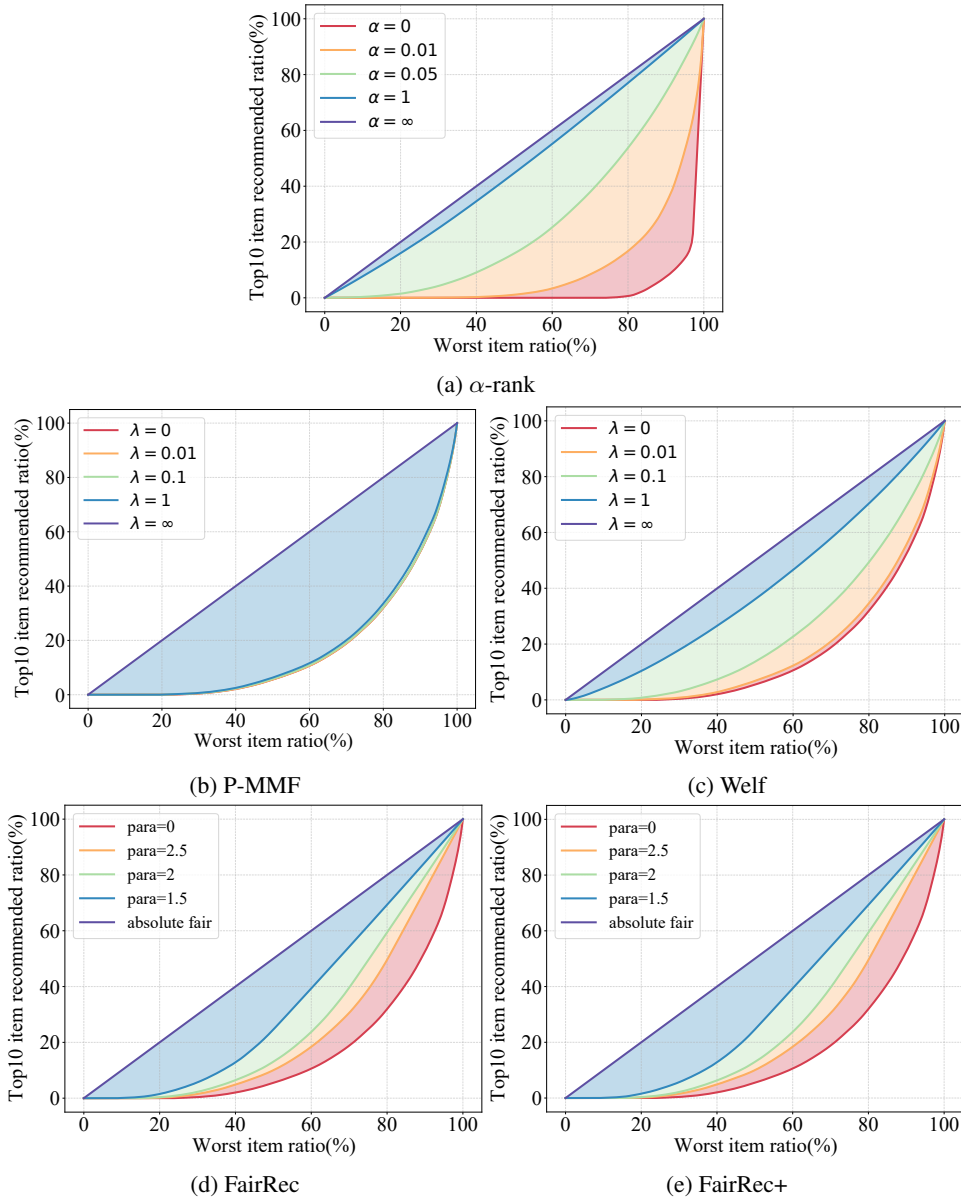 Top10 item recommended ratio(%)
100
80
60
40
20
0
α = 0
α = 0.01
α = 0.05
α = 1
α = ∞
0 20 40 60 80 100
Worst item ratio(%)
(a) α-rank
Top10 item recommended ratio(%)
100
80
60
40
20
0
λ = 0
λ = 0.01
λ = 0.1
λ = 1
λ = ∞
0 20 40 60 80 100
Worst item ratio(%)
(b) P-MMF
Top10 item recommended ratio(%)
100
80
60
40
20
0
λ = 0
λ = 0.01
λ = 0.1
λ = 1
λ = ∞
0 20 40 60 80 100
Worst item ratio(%)
(c) Welf
Top10 item recommended ratio(%)
100
80
60
40
20
0
para=0
para=2.5
para=2
para=1.5
absolute fair
0 20 40 60 80 100
Worst item ratio(%)
(d) FairRec
Top10 item recommended ratio(%)
100
80
60
40
20
0
para=0
para=2.5
para=2
para=1.5
absolute fair
0 20 40 60 80 100
Worst item ratio(%)
(e) FairRec+